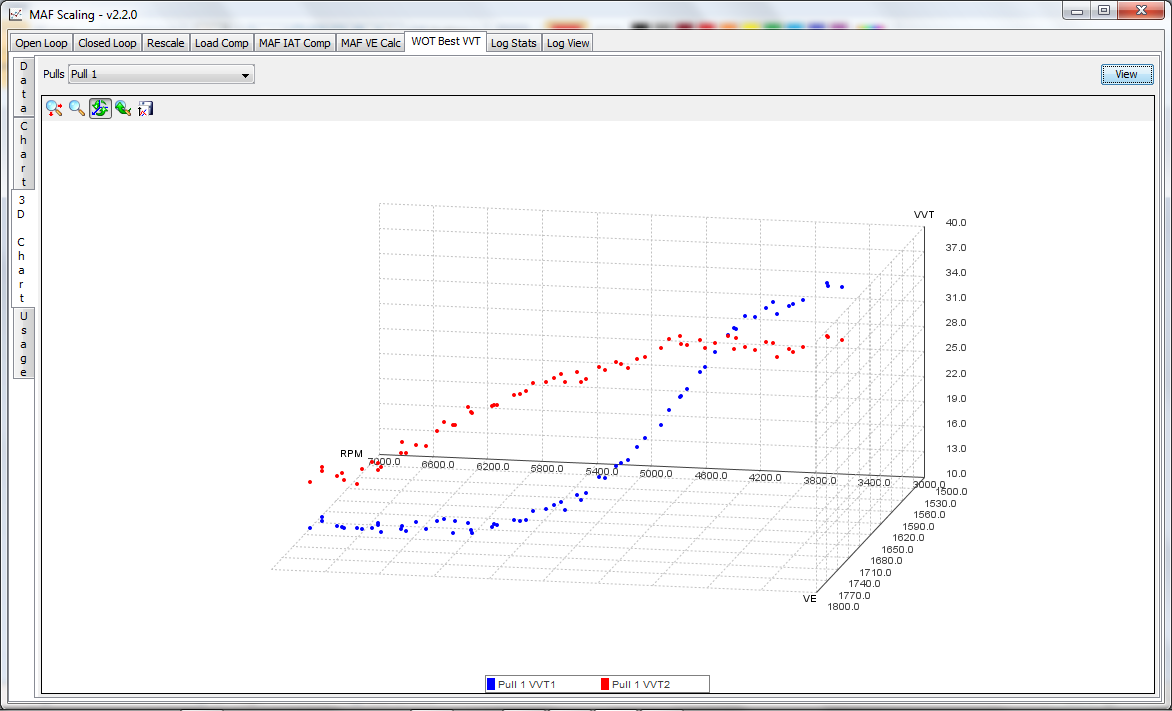 MAF Scaling - v2.2.0
Open Loop Closed Loop Rescale Load Comp MAF IAT Comp MAF VE Calc WOT Best VVT Log Stats Log View
Data
Chart
3D Chart
Usage
Pulls Pull 1 View
VVT
40.0
37.0
34.0
31.0
28.0
25.0
22.0
19.0
16.0
13.0
10.0
RPM
7000.0 6600.0 6200.0 5800.0 5400.0 5000.0 4600.0 4200.0 3800.0 3400.0 3000.0
1500.0
1530.0
1560.0
1590.0
1620.0
1650.0
1680.0
1710.0
1740.0
1770.0
1800.0
VE
Pull 1 VVT1 Pull 1 VVT2